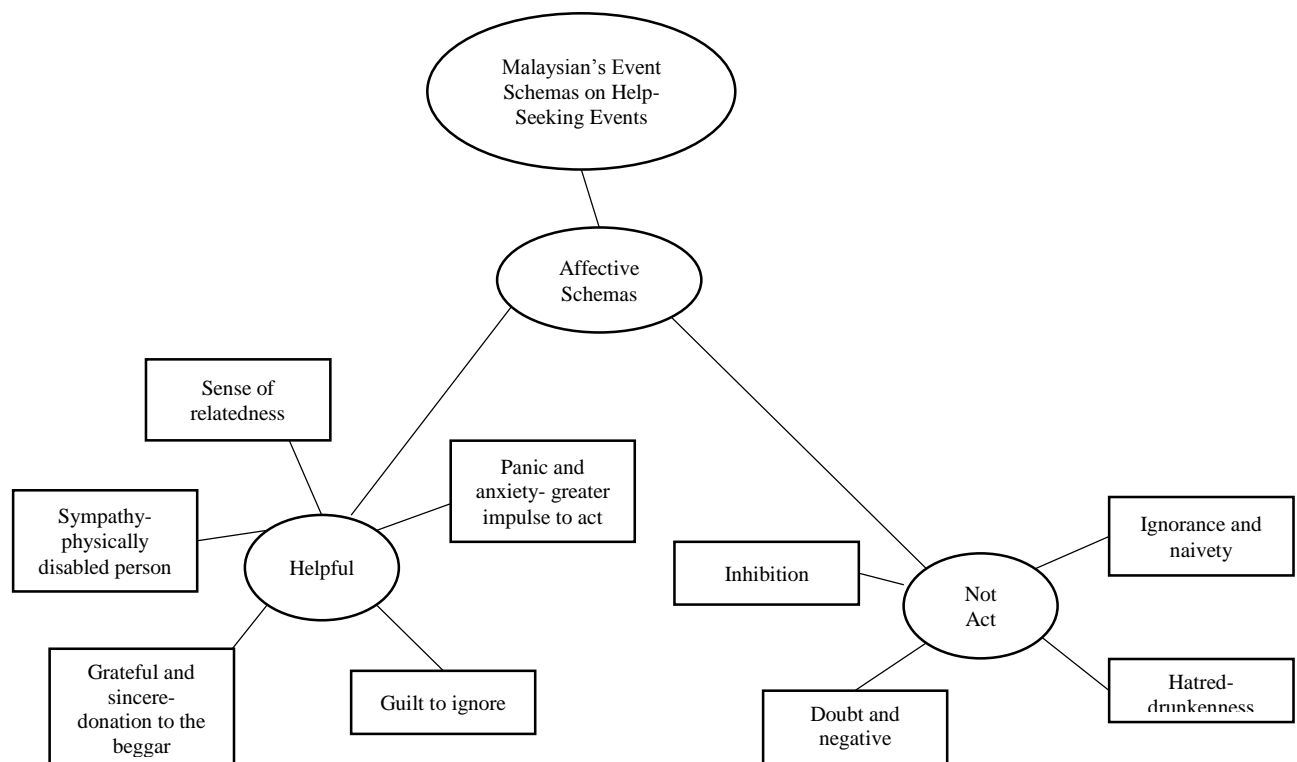 Malaysian's Event
Schemas on Help-
Seeking Events
Affective
Schemas
Sense of
relatedness
Panic and
anxiety- greater
impulse to act
Sympathy-
physically
disabled person
Helpful
Grateful and
sincere-
donation to the
beggar
Guilt to ignore
Inhibition
Ignorance and
naivety
Not
Act
Doubt and
negative
Hatred-
drunkenness